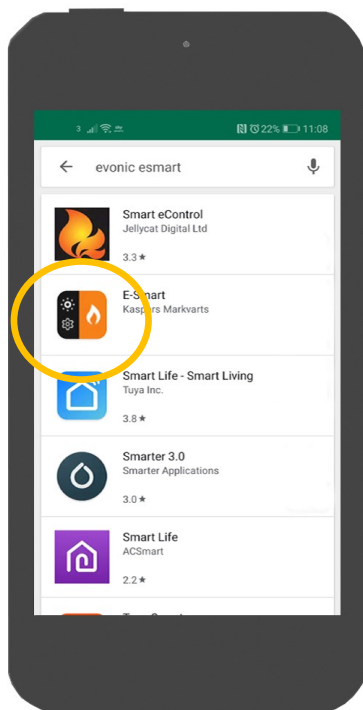 3
22% 11:08
evonic esmart
Smart eControl
Jellycat Digital Ltd
3.3★
E-Smart
Kaspars Markvarts
Smart Life - Smart Living
Tuya Inc.
3.8★
Smarter 3.0
Smarter Applications
3.0★
Smart Life
ACSmart
2.2★